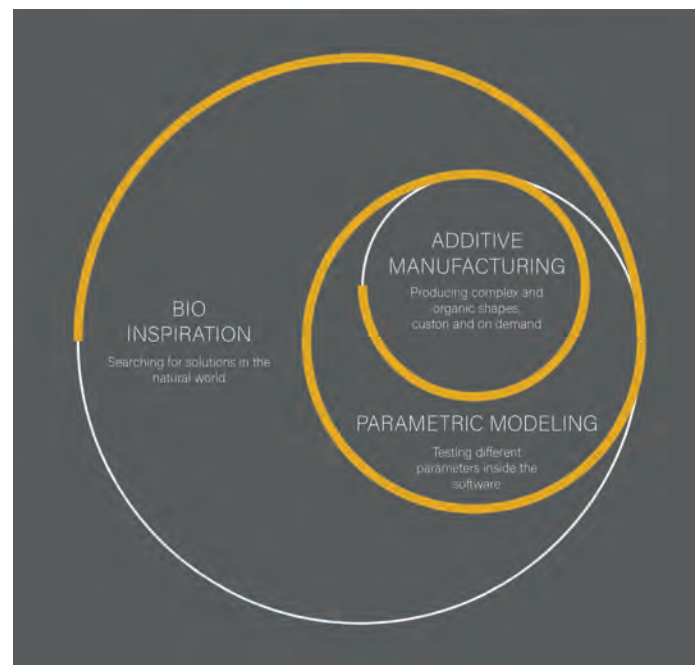 BIO
INSPIRATION
Searching for solutions in the
natural world
ADDITIVE
MANUFACTURING
Producing complex and
organic shapes,
custon and on demand
PARAMETRIC MODELING
Testing different
parameters inside the
software